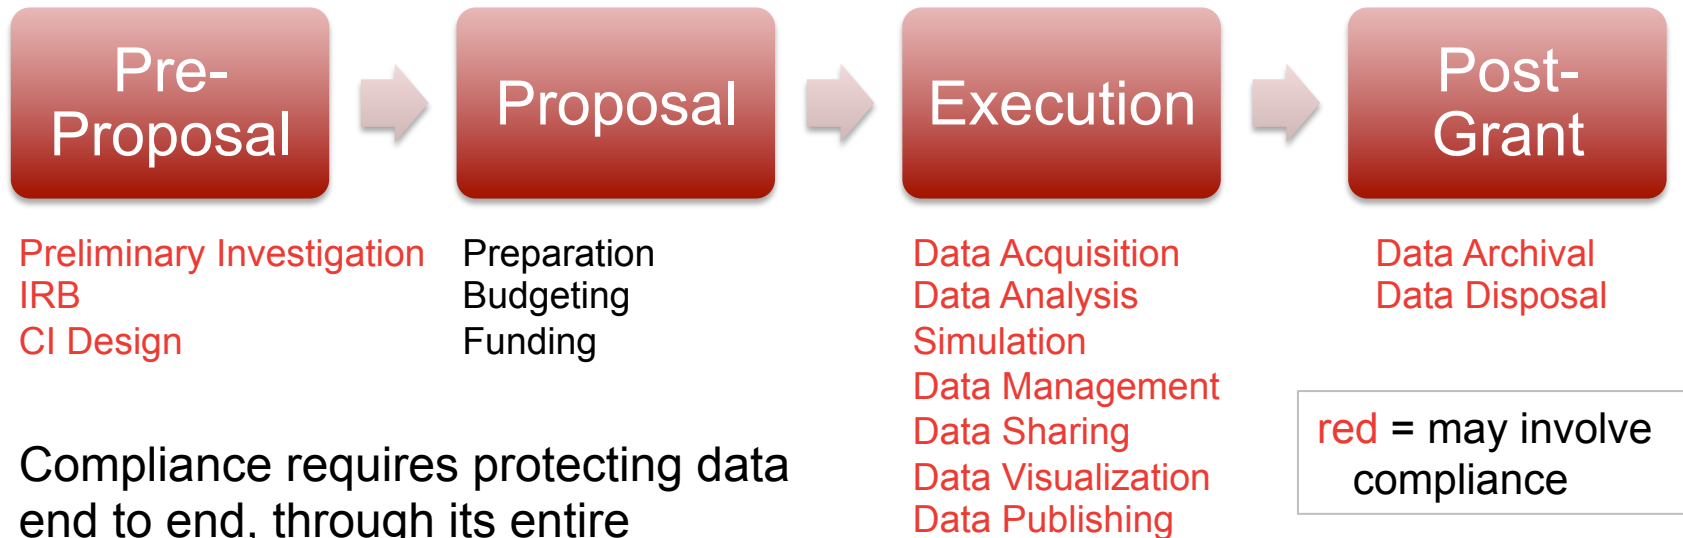 Pre-
Proposal
Proposal
Execution
Post-
Grant
Preliminary Investigation
IRB
CI Design
Preparation
Budgeting
Funding
Data Acquisition
Data Analysis
Simulation
Data Management
Data Sharing
Data Visualization
Data Publishing
Data Archival
Data Disposal
red = may involve
compliance
Compliance requires protecting data
end to end, through its entire